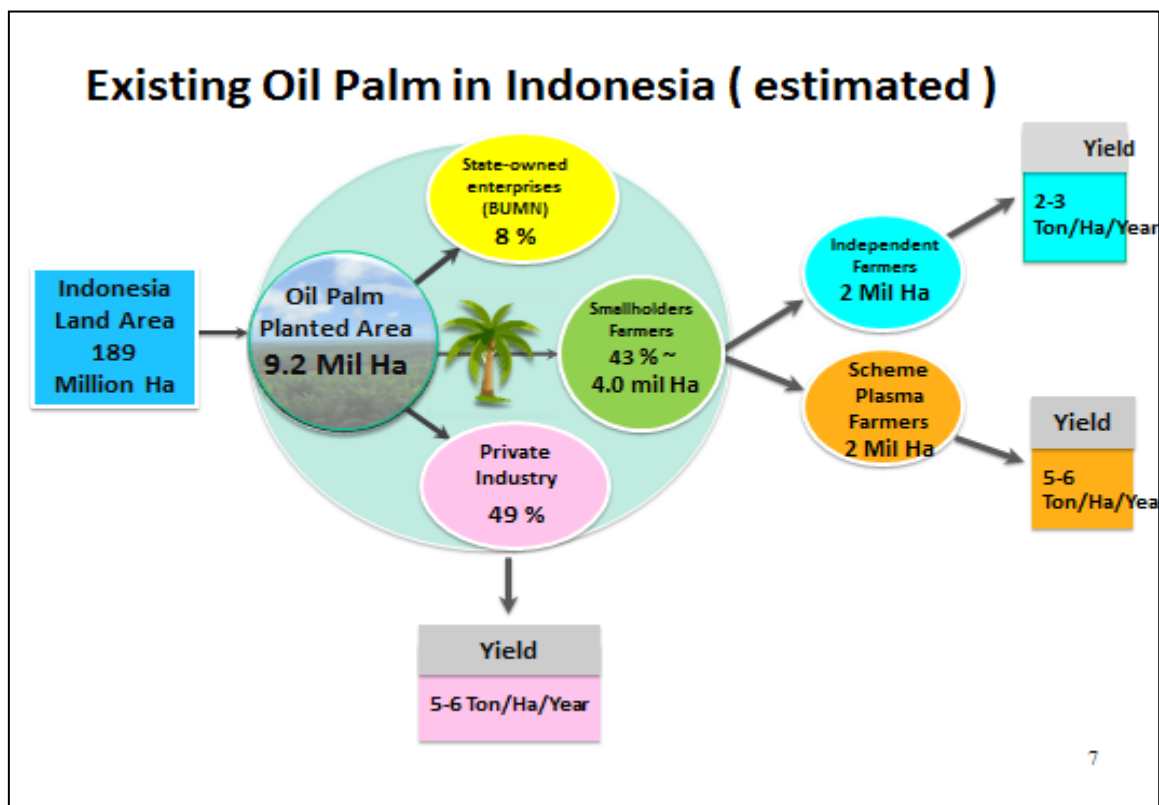 Existing Oil Palm in Indonesia ( estimated )
State-owned
enterprises
(BUMN)
8 %
Indonesia
Land Area
189
Million Ha
Oil Palm
Planted Area
9.2 Mil Ha
Smallholders
Farmers
43 % ~
4.0 mil Ha
Private
Industry
49 %
Independent
Farmers
2 Mil Ha
Scheme
Plasma
Farmers
2 Mil Ha
Yield
2-3
Ton/Ha/Year
Yield
5-6
Ton/Ha/Yea
Yield
5-6 Ton/Ha/Year
7